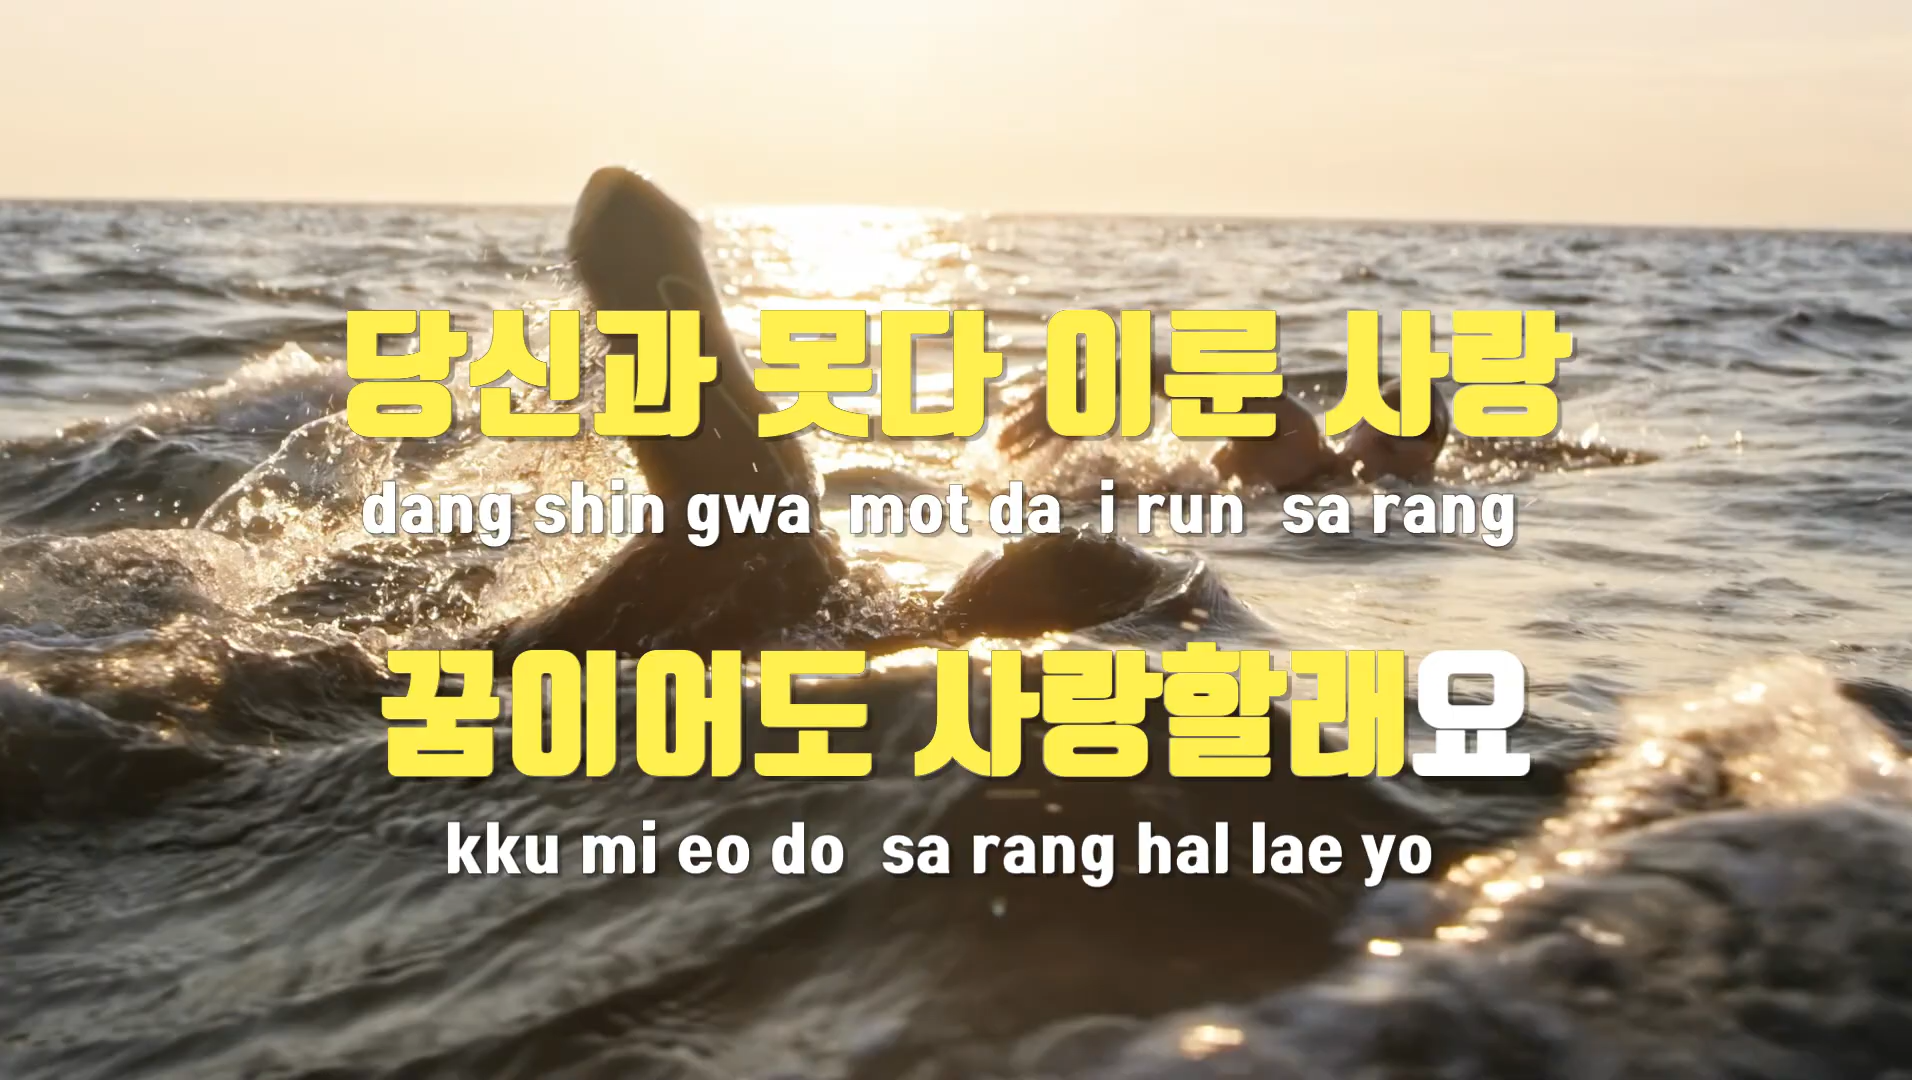 당신과 못다 이룬 사랑
dang shin gwa mot da i run sa rang
꿈이어도 사랑할래요
kku mi eo do sa rang hal lae yo